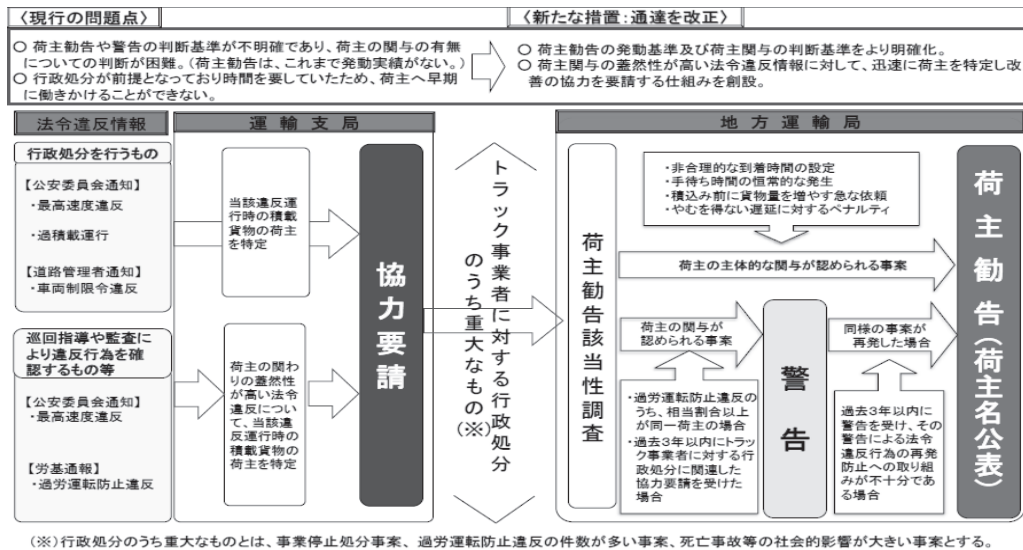 〈現行の問題点〉
〈新たな措置:通達を改正〉
○ 荷主勧告や警告の判断基準が不明確であり、荷主の関与の有無
についての判断が困難。(荷主勧告は、これまで発動実績がない。)
○ 行政処分が前提となっており時間を要していたため、荷主へ早期
に働きかけることができない。
○ 荷主勧告の発動基準及び荷主関与の判断基準をより明確化。
○ 荷主関与の蓋然性が高い法令違反情報に対して、迅速に荷主を特定し改
善の協力を要請する仕組みを創設。
法令違反情報
運輸支局
地方運輸局
行政処分を行うもの
【公安委員会通知】
・最高速度違反
・過積載運行
【道路管理者通知】
・車両制限令違反
巡回指導や監査に
より違反行為を確
認するもの等
【公安委員会通知】
・最高速度違反
【労基通報】
・過労運転防止違反
当該違反運
行時の積載
貨物の荷主
を特定
荷主の関わ
りの蓋然性
が高い法令
違反につい
て、当該違
反運行時の
積載貨物の
荷主を特定
協力要請
トラック事業者に対する行政処分
のうち重大なもの(※)
荷主勧告該当性調査
・非合理的な到着時間の設定
・手待ち時間の恒常的な発生
・積込み前に貨物量を増やす急な依頼
・やむを得ない遅延に対するペナルティ
荷主の主体的な関与が認められる事案
荷主の関与が
認められる事案
・過労運転防止違反の
うち、相当割合以上
が同一荷主の場合
・過去3年以内にトラッ
ク事業者に対する行
政処分に関連した
協力要請を受けた
場合
警告
同様の事案が
再発した場合
過去3年以内に
警告を受け、その
警告による法令
違反行為の再発
防止への取り組
みが不十分であ
る場合
荷主勧告(荷主名公表)
(※)行政処分のうち重大なものとは、事業停止処分事案、過労運転防止違反の件数が多い事案、死亡事故等の社会的影響が大きい事案とする。